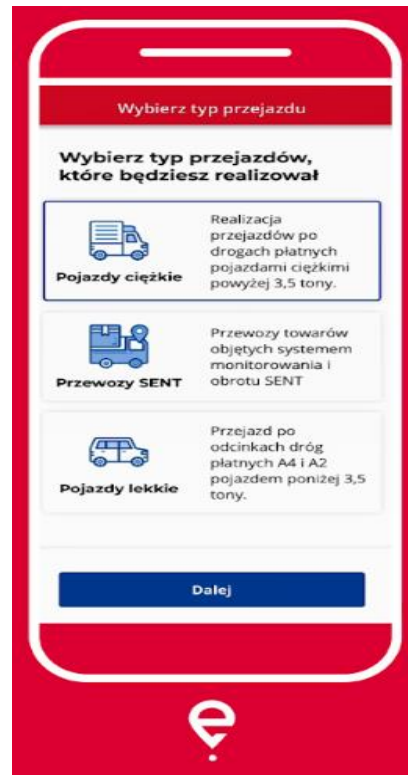 Wybierz typ przejazdu
Wybierz typ przejazdów,
które będziesz realizował
Pojazdy ciężkie
Realizacja
przejazdów po
drogach płatnych
pojazdami ciężkimi
powyżej 3,5 tony.
Przewozy SENT
Przewozy towarów
objętych systemem
monitorowania i
obrotu SENT
Pojazdy lekkie
Przejazd po
odcinkach dróg
płatnych A4 i A2
pojazdem poniżej 3,5
tony.
Dalej
e